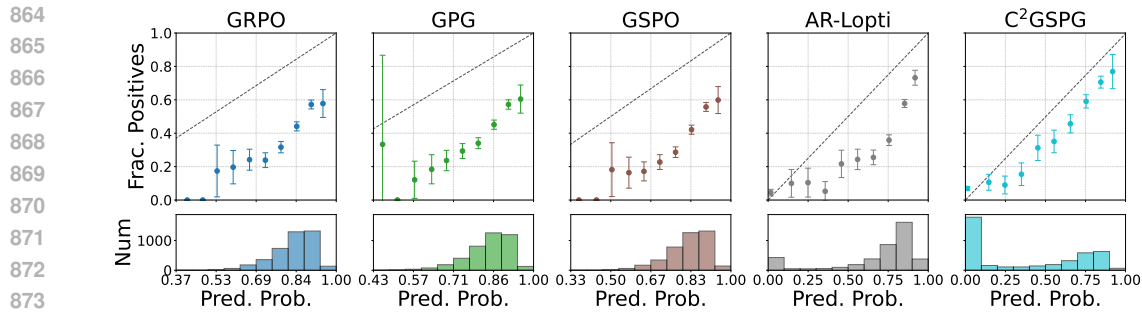 864
865
866
867
868
869
870
871
872
873
GRPO GPG GSPO AR-Lopti C²GSPG
Frac. Positives
1.0
0.8
0.6
0.4
0.2
0.0
Num
1000
0
0.37 0.53 0.69 0.84 1.00
0.43 0.57 0.71 0.86 1.00
0.33 0.50 0.67 0.83 1.00
0.00 0.25 0.50 0.75 1.00
0.00 0.25 0.50 0.75 1.00
Pred. Prob. Pred. Prob. Pred. Prob. Pred. Prob. Pred. Prob.